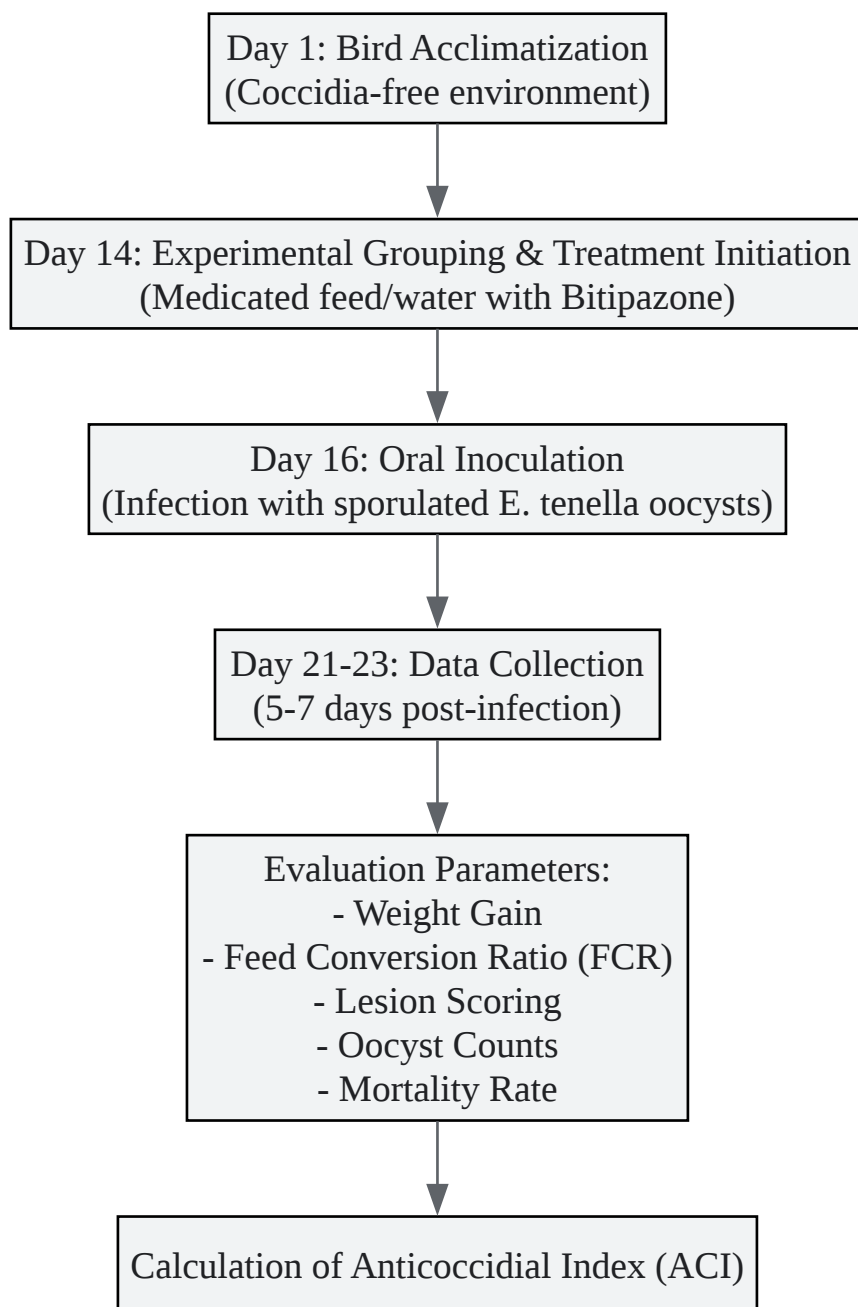 Day 1: Bird Acclimatization
(Coccidia-free environment)
Day 14: Experimental Grouping & Treatment Initiation
(Medicated feed/water with Bitipazone)
Day 16: Oral Inoculation
(Infection with sporulated E. tenella oocysts)
Day 21-23: Data Collection
(5-7 days post-infection)
Evaluation Parameters:
- Weight Gain
- Feed Conversion Ratio (FCR)
- Lesion Scoring
- Oocyst Counts
- Mortality Rate
Calculation of Anticoccidial Index (ACI)